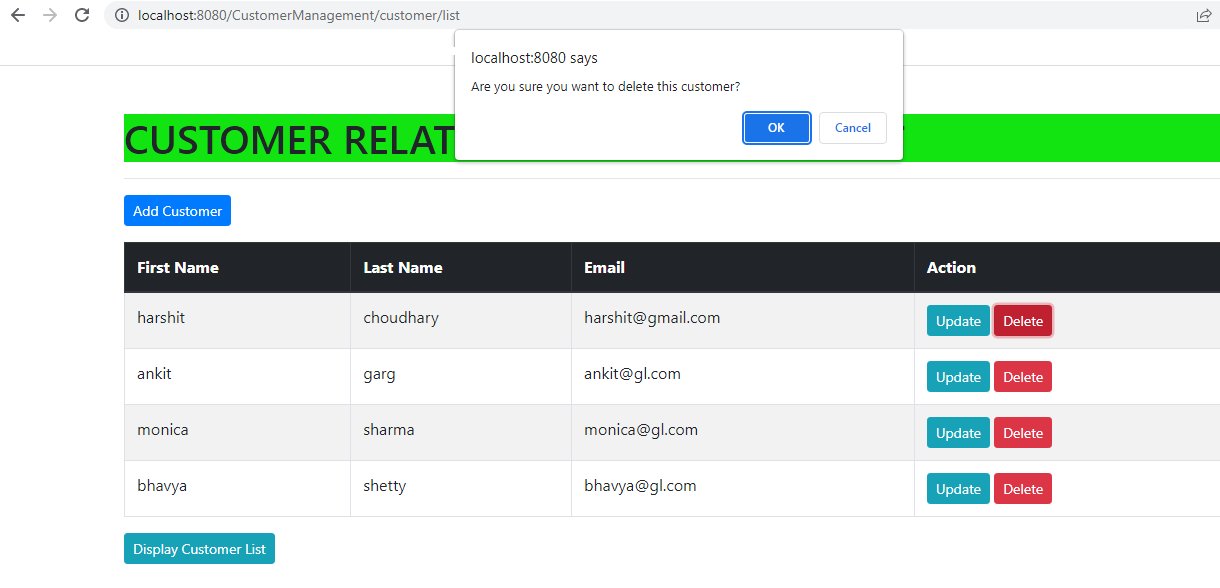 localhost:8080/CustomerManagement/customer/list
localhost:8080 says
Are you sure you want to delete this customer?
OK Cancel
CUSTOMER RELAT
Add Customer
First Name Last Name Email Action
harshit choudhary harshit@gmail.com Update Delete
ankit garg ankit@gl.com Update Delete
monica sharma monica@gl.com Update Delete
bhavya shetty bhavya@gl.com Update Delete
Display Customer List